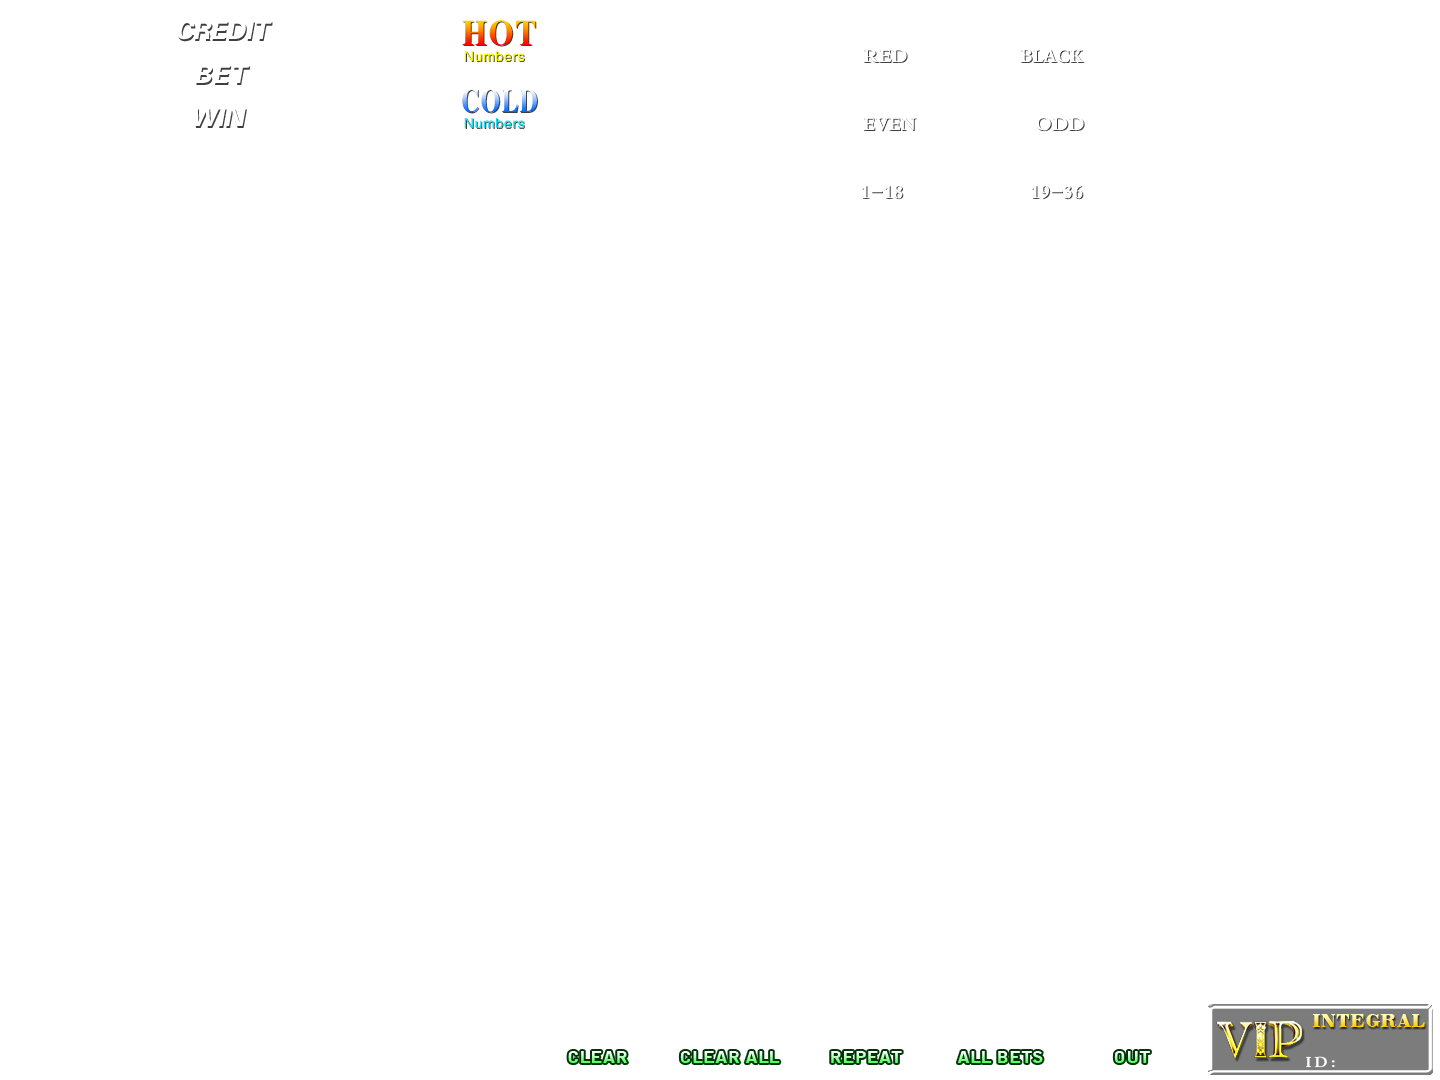 CREDIT
BET
WIN
HOT
Numbers
COLD
Numbers
RED BLACK
EVEN ODD
1-18 19-36
CLEAR CLEAR ALL REPEAT ALL BETS OUT
VIP INTEGRAL
ID: